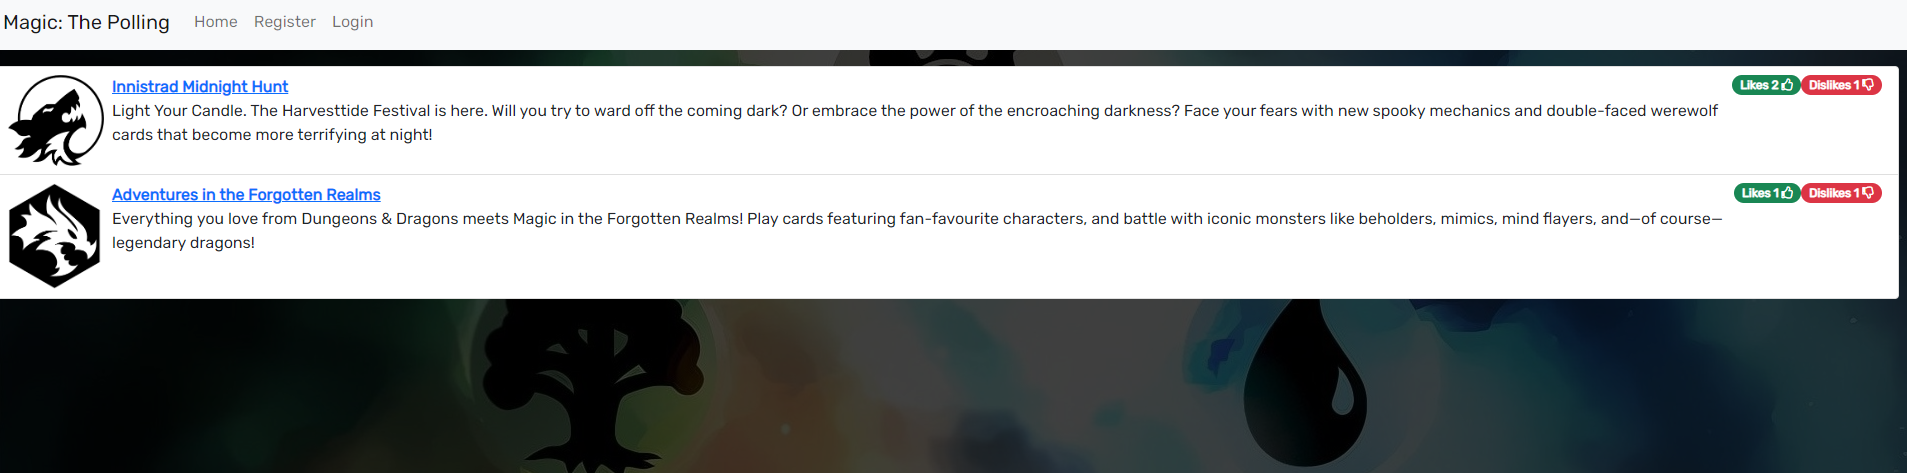 Magic: The Polling Home Register Login
Innistrad Midnight Hunt Likes 2 Dislikes 1
Light Your Candle. The Harvesttide Festival is here. Will you try to ward off the coming dark? Or embrace the power of the encroaching darkness? Face your fears with new spooky mechanics and double-faced werewolf
cards that become more terrifying at night!
Adventures in the Forgotten Realms Likes 1 Dislikes 1
Everything you love from Dungeons & Dragons meets Magic in the Forgotten Realms! Play cards featuring fan-favourite characters, and battle with iconic monsters like beholders, mimics, mind flayers, and—of course—
legendary dragons!